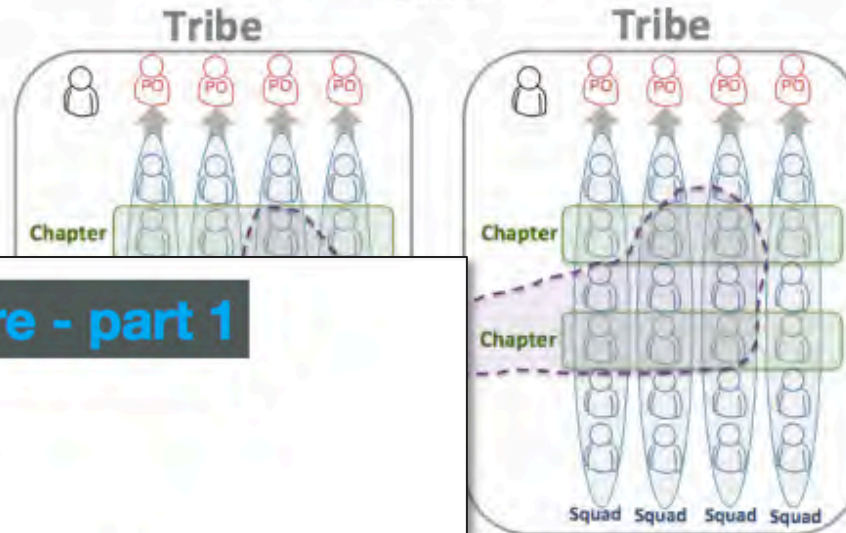 Tribe Tribe
PO PO PO PO PO PO PO PO
Chapter Chapter
re - part 1
Chapter
Squad Squad Squad Squad